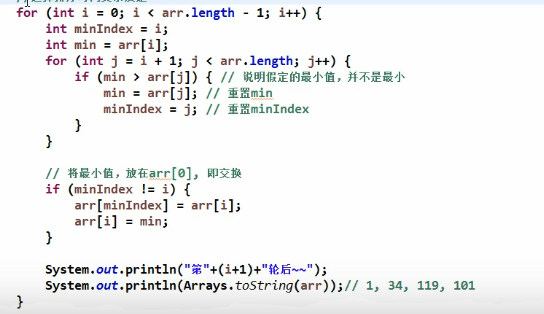 for (int i = 0; i < arr.length - 1; i++) {
    int minIndex = i;
    int min = arr[i];
    for (int j = i + 1; j < arr.length; j++) {
        if (min > arr[j]) { // 说明假定的最小值，并不是最小
            min = arr[j]; // 重置min
            minIndex = j; // 重置minIndex
        }
    }

    // 将最小值，放在arr[0], 即交换
    if (minIndex != i) {
        arr[minIndex] = arr[i];
        arr[i] = min;
    }

    System.out.println("第"+(i+1)+"轮后~~");
    System.out.println(Arrays.toString(arr));// 1, 34, 119, 101
}